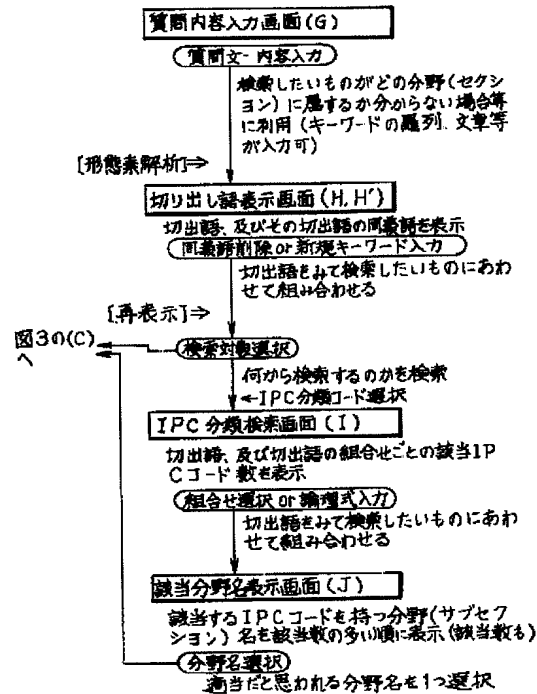 質問内容入力画面(G)
質問文・内容入力
検索したいものがどの分野(セクシ
ョン)に属するか分からない場合等
に利用(キーワードの羅列、文章等
が入力可)
[形態素解析]⇒
切り出し語表示画面(H, H')
切出語、及びその切出語の同義語を表示
同義語削除or新規キーワード入力
切出語をみて検索したいものにあわ
せて組み合わせる
[再表示]⇒
図3の(C)
へ
検索対象選択
何から検索するのかを検索
←IPC分類コード選択
IPC分類検索画面(I)
切出語、及び切出語の組合せごとの該当IP
Cコード数を表示
組合せ選択or論理式入力
切出語をみて検索したいものにあわ
せて組み合わせる
該当分野名表示画面(J)
該当するIPCコードを持つ分野(サブセク
ション)名を該当数の多い順に表示(該当数も)
分野名選択
適当だと思われる分野名を1つ選択